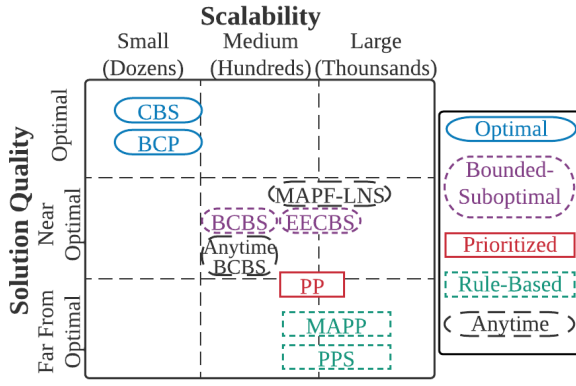 Scalability
Small
(Dozens)
Medium
(Hundreds)
Large
(Thounsands)
Solution Quality
Optimal
Near
Optimal
Far From
Optimal
CBS
BCP
MAPF-LNS
BCBS
EECBS
Anytime
BCBS
PP
MAPP
PPS
Optimal
Bounded-
Suboptimal
Prioritized
Rule-Based
Anytime